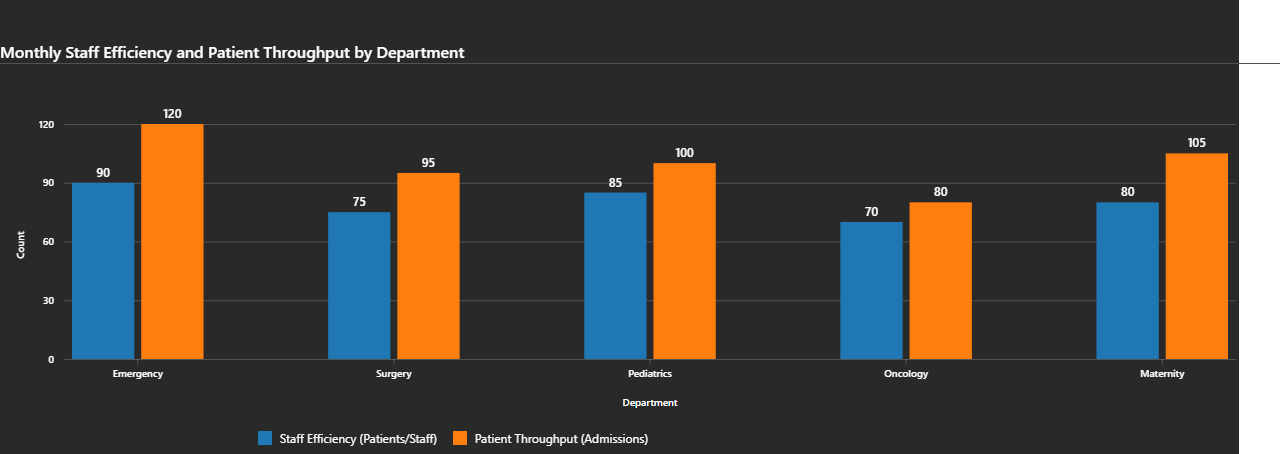 Monthly Staff Efficiency and Patient Throughput by Department
120
90
60
30
0
Count
90
120
75
95
85
100
70
80
80
105
Emergency
Surgery
Pediatrics
Oncology
Maternity
Department
Staff Efficiency (Patients/Staff)
Patient Throughput (Admissions)